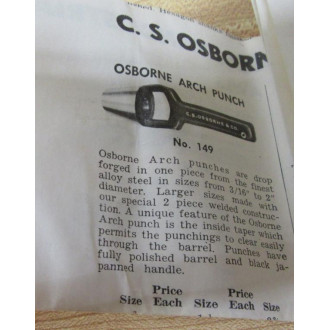 C. S. OSBOR
OSBORNE ARCH PUNCH
C.S. OSBORNE & CO.
No. 149
Osborne Arch punches are drop
forged in one piece from the finest
alloy steel in sizes from 3/16" to 2"
diameter. Larger sizes made with
our special 2 piece welded construc-
tion. A unique feature of the Osborne
Arch punch is the inside taper which
permits the punchings to clear easily
through the barrel. Punches have
fully polished barrel and black ja-
panned handle.
Price Price
Size Each Size Each Size